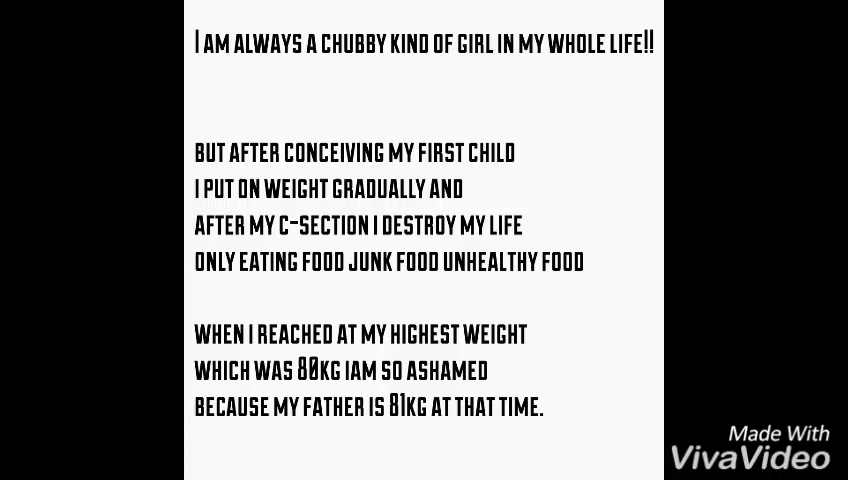 I AM ALWAYS A CHUBBY KIND OF GIRL IN MY WHOLE LIFE!!
BUT AFTER CONCEIVING MY FIRST CHILD
I PUT ON WEIGHT GRADUALLY AND
AFTER MY C-SECTION I DESTROY MY LIFE
ONLY EATING FOOD JUNK FOOD UNHEALTHY FOOD
WHEN I REACHED AT MY HIGHEST WEIGHT
WHICH WAS 80KG IAM SO ASHAMED
BECAUSE MY FATHER IS 81KG AT THAT TIME.
Made With
VivaVideo